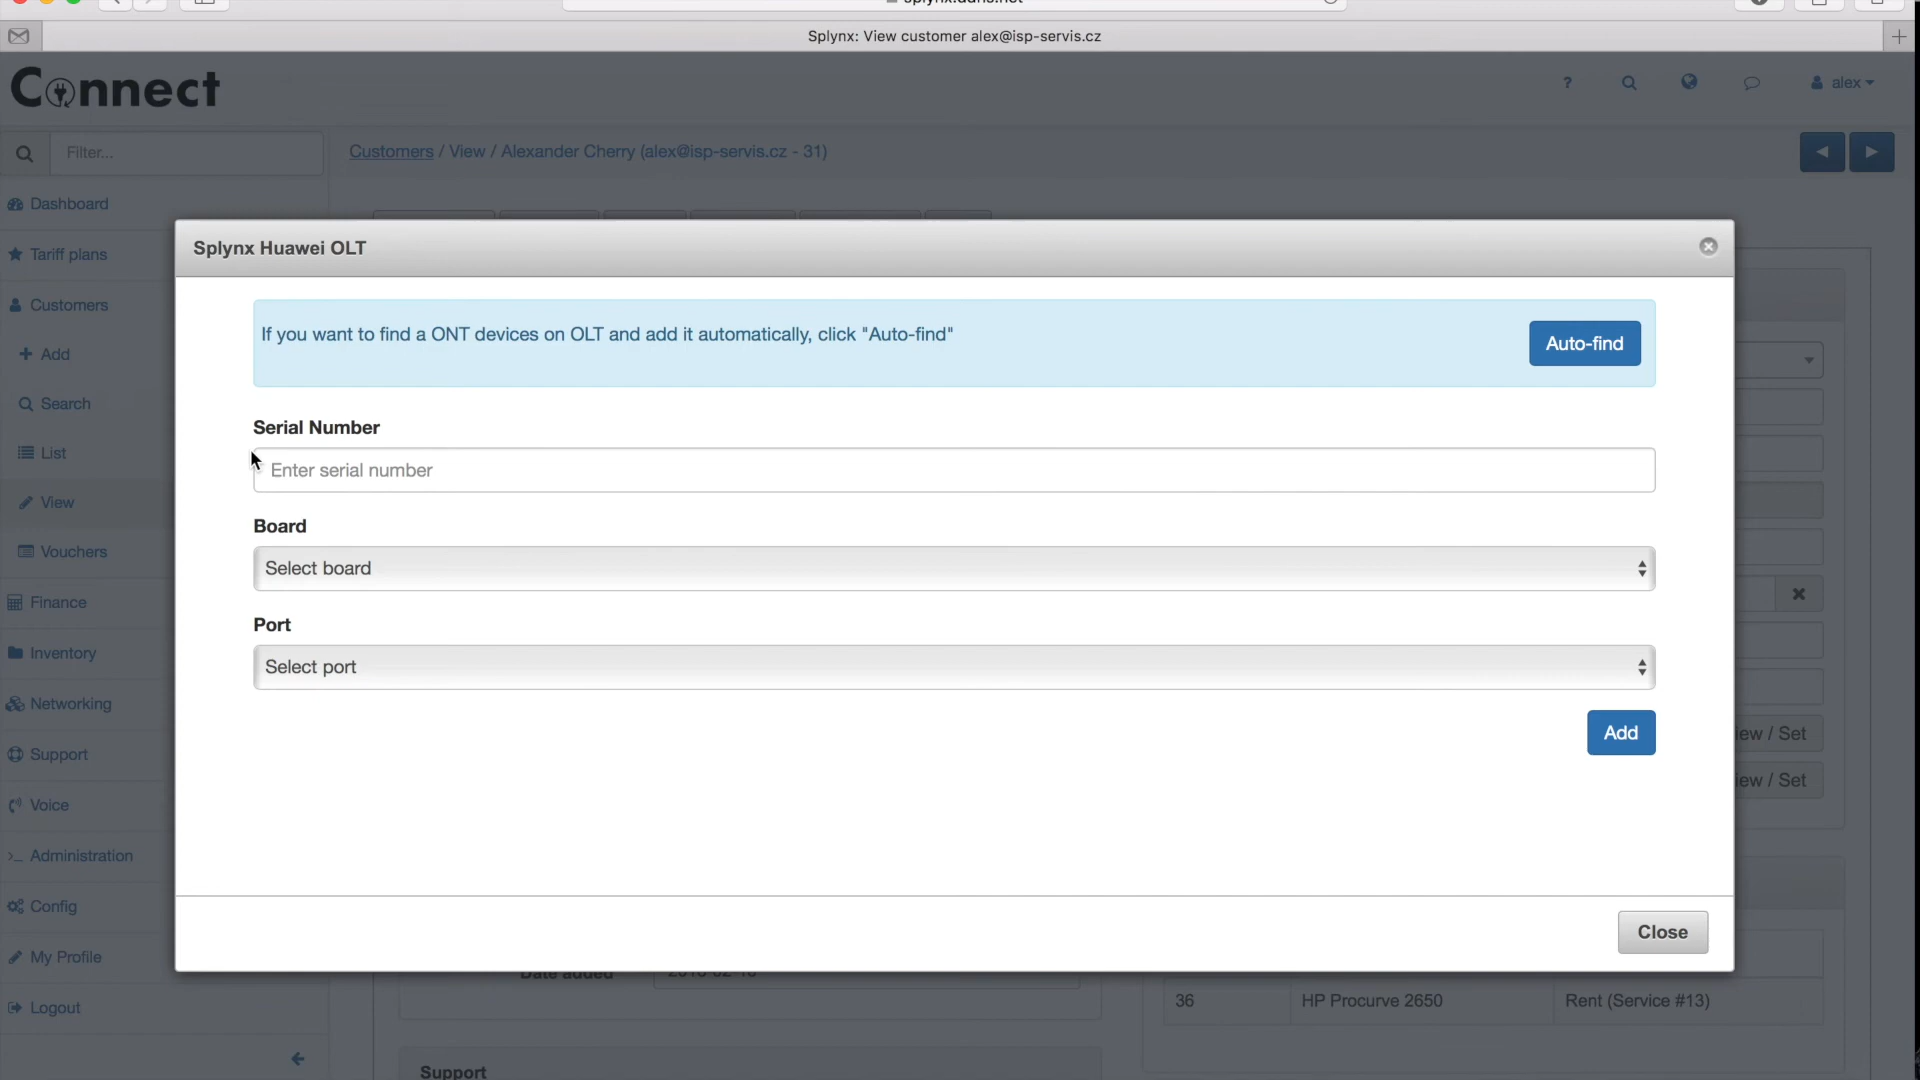 Splynx: View customer alex@isp-servis.cz
Connect
?
alex
Filter...
Customers / View / Alexander Cherry (alex@isp-servis.cz - 31)
Dashboard
Tariff plans
Customers
Add
Search
List
View
Vouchers
Finance
Inventory
Networking
Support
Voice
Administration
Config
My Profile
Logout
Splynx Huawei OLT
If you want to find a ONT devices on OLT and add it automatically, click "Auto-find"
Auto-find
Serial Number
Enter serial number
Board
Select board
Port
Select port
Add
Close
/ Set
/ Set
Date added
36 HP Procurve 2650 Rent (Service #13)
Support